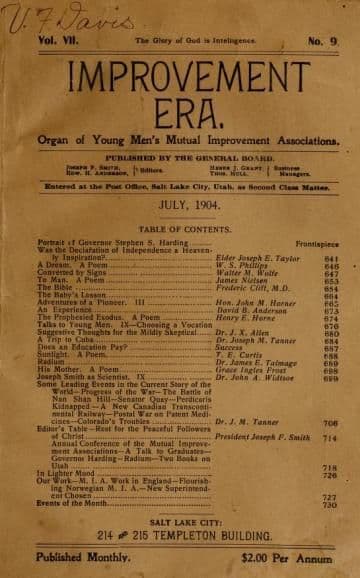 V. F. Davis
Vol. VII. The Glory of God is Intelligence. No. 9
IMPROVEMENT
ERA.
Organ of Young Men's Mutual Improvement Associations.
PUBLISHED BY THE GENERAL BOARD.
JOSEPH F. SMITH, EDW. H. ANDERSON, } Editors. HEBER J. GRANT, THOS. HULL, } Business Managers.
Entered at the Post Office, Salt Lake City, Utah, as Second Class Matter.
JULY, 1904.
TABLE OF CONTENTS.
Portrait of Governor Stephen S. Harding Frontispiece
Was the Declaration of Independence a Heaven-
ly Inspiration? Elder Joseph E. Taylor 641
A Dream. A Poem W. S. Phillips 646
Converted by Signs Walter M. Wolfe 647
To Man. A Poem James Nielsen 653
The Bible Frederic Clift, M.D. 654
The Baby's Lesson 664
Adventures of a Pioneer. III Hon. John M. Horner 665
An Experience David B. Anderson 673
The Prophesied Exodus. A Poem Henry E. Horne 674
Talks to Young Men. IX—Choosing a Vocation 676
Suggestive Thoughts for the Mildly Skeptical Dr. J. X. Allen 680
A Trip to Cuba Dr. Joseph M. Tanner 684
Does an Education Pay? Success 687
Sunlight. A Poem. T. E. Curtis 688
Radium Dr. James E. Talmage 689
His Mother. A Poem Grace Ingles Frost 698
Joseph Smith as Scientist. IX Dr. John A. Widtsoe 699
Some Leading Events in the Current Story of the
World—Progress of the War—The Battle of
Nan Shan Hill—Senator Quay—Perdicaris
Kidnapped—A New Canadian Transconti-
mental Railway—Postal War on Patent Medi-
cines—Colorado's Troubles Dr. J. M. Tanner 706
Editor's Table—Rest for the Peaceful Followers
of Christ President Joseph F. Smith 714
Annual Conference of the Mutual Improve-
ment Associations—A Talk to Graduates—
Governor Harding—Radium—Two Books on
Utah 718
In Lighter Mood 726
Our Work—M. I. A. Work in England—Flourish-
ing Norwegian M. I. A.—New Superintend-
ent Chosen 727
Events of the Month 730
SALT LAKE CITY:
214 AND 215 TEMPLETON BUILDING.
Published Monthly. $2.00 Per Annum